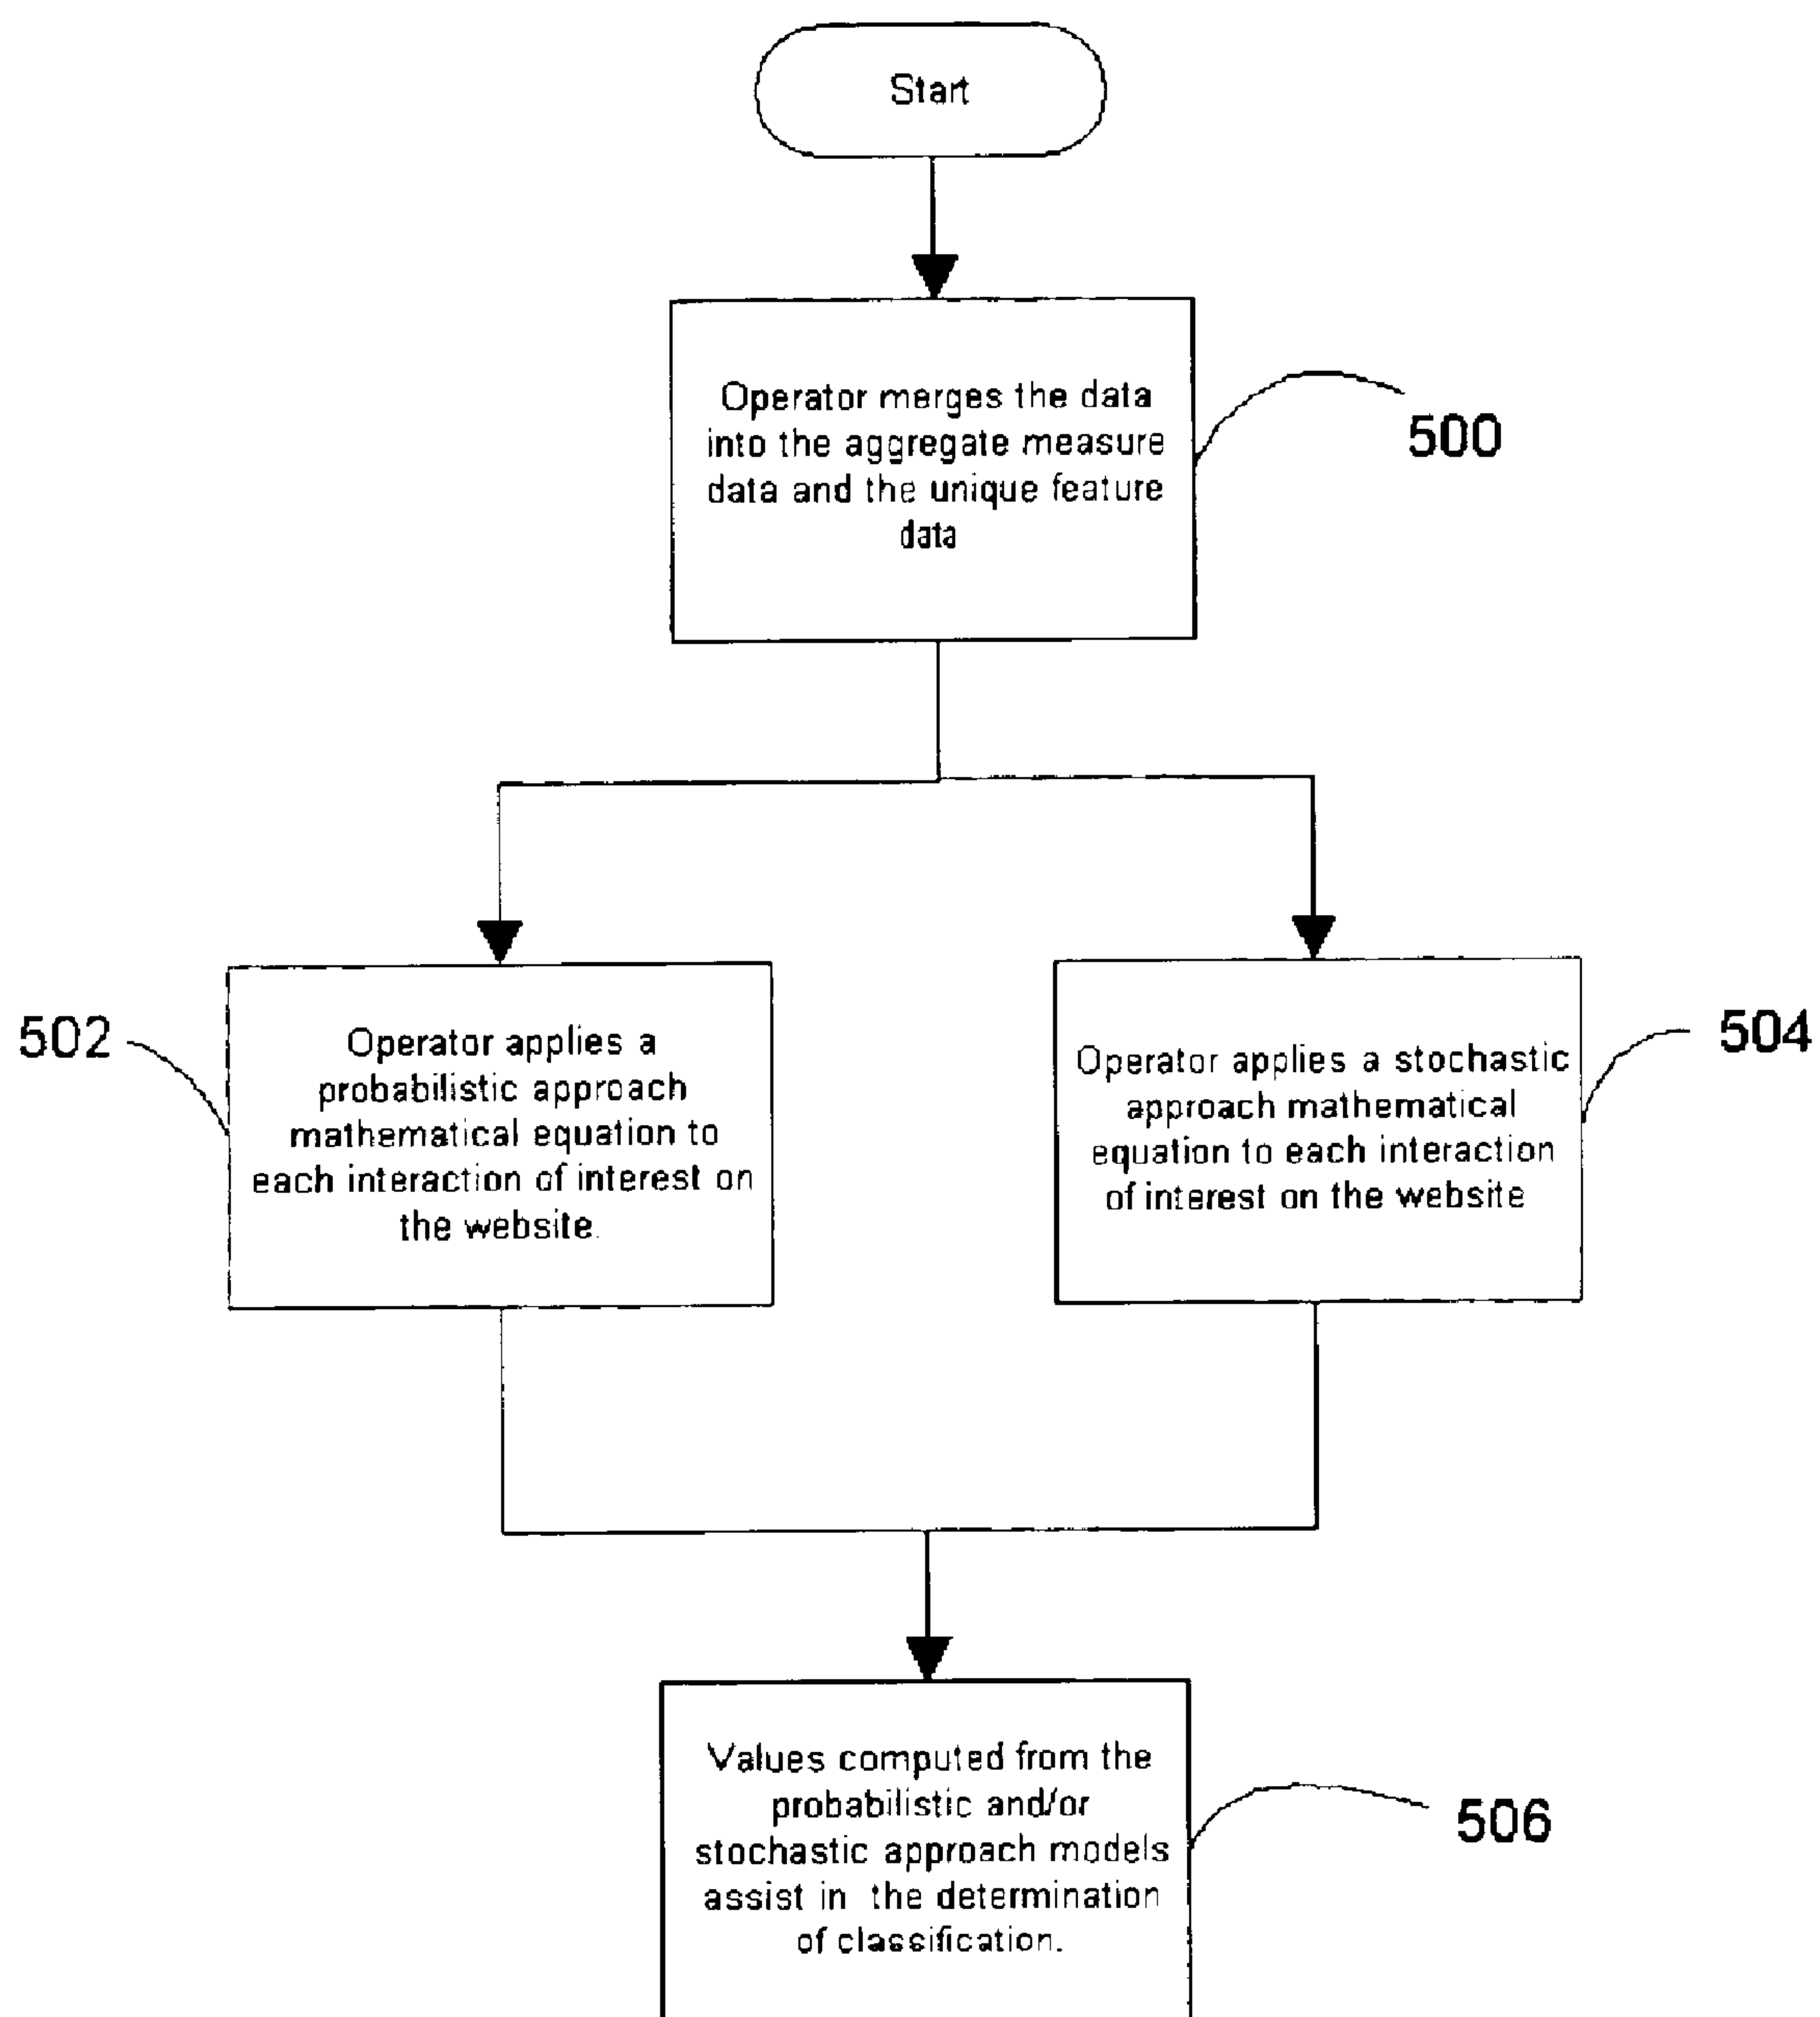 Start
Operator merges the data
into the aggregate measure
data and the unique feature
data
500
502
Operator applies a
probabilistic approach
mathematical equation to
each interaction of interest on
the website.
Operator applies a stochastic
approach mathematical
equation to each interaction
of interest on the website
504
Values computed from the
probabilistic and/or
stochastic approach models
assist in the determination
of classification.
506